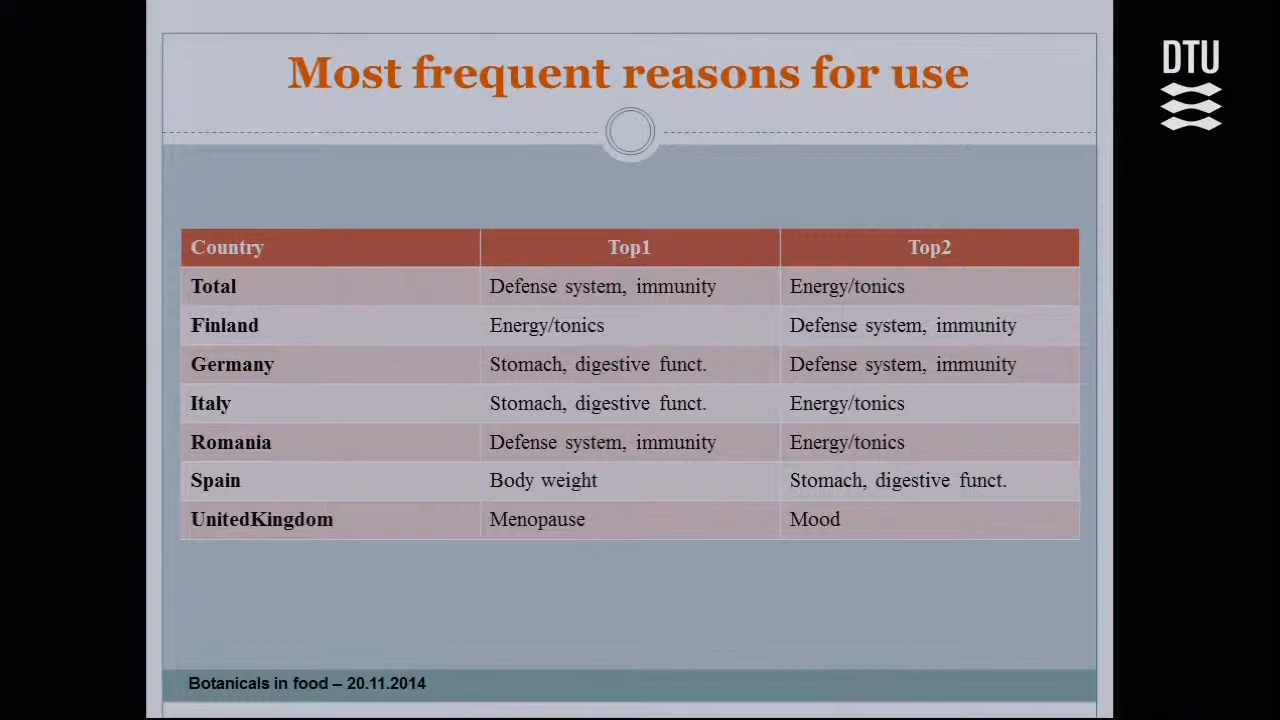 Most frequent reasons for use
DTU
Country Top1 Top2
Total Defense system, immunity Energy/tonics
Finland Energy/tonics Defense system, immunity
Germany Stomach, digestive funct. Defense system, immunity
Italy Stomach, digestive funct. Energy/tonics
Romania Defense system, immunity Energy/tonics
Spain Body weight Stomach, digestive funct.
UnitedKingdom Menopause Mood
Botanicals in food – 20.11.2014